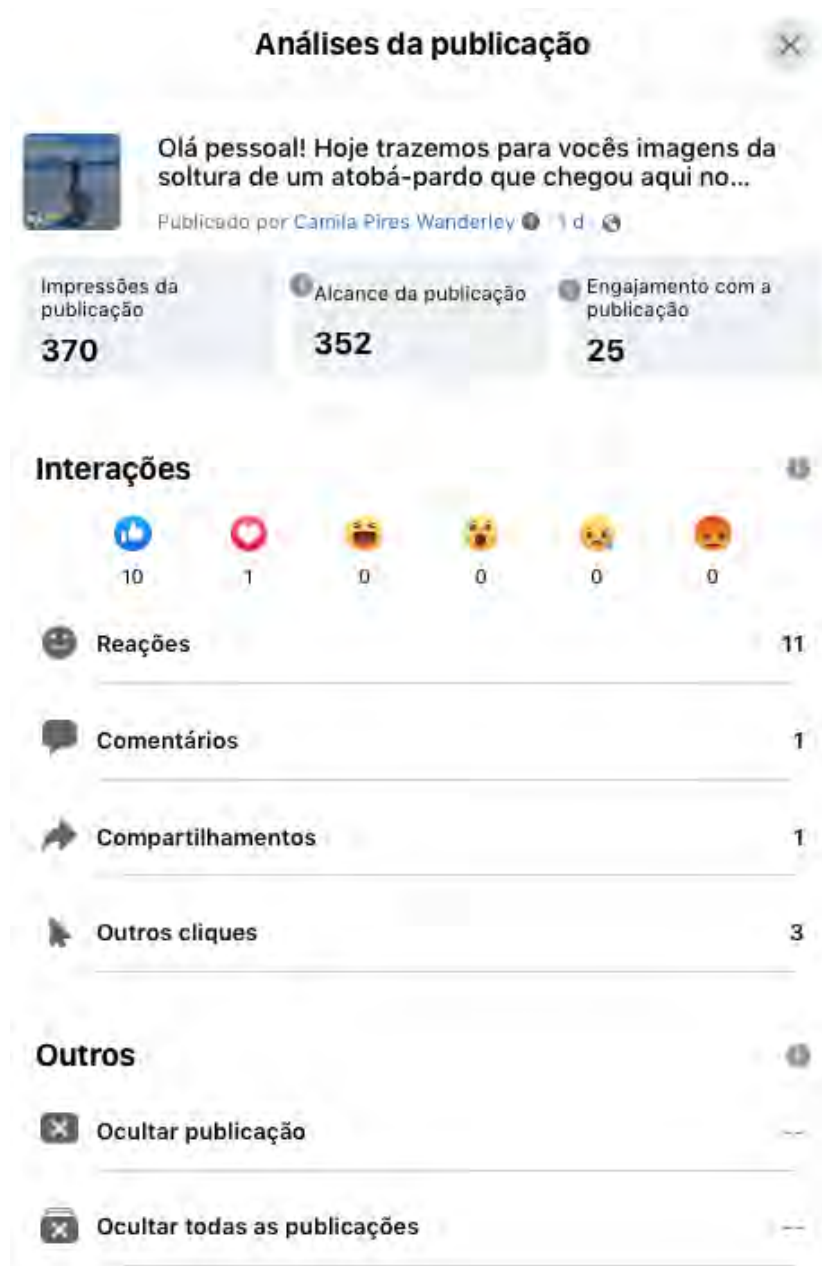 Análises da publicação
Olá pessoal! Hoje trazemos para vocês imagens da
soltura de um atobá-pardo que chegou aqui no...
Publicado por Camila Pires Wanderley 1 d
Impressões da
publicação
370
Alcance da publicação
352
Engajamento com a
publicação
25
Interações
10 1 0 0 0 0
Reações 11
Comentários 1
Compartilhamentos 1
Outros cliques 3
Outros
Ocultar publicação --
Ocultar todas as publicações --